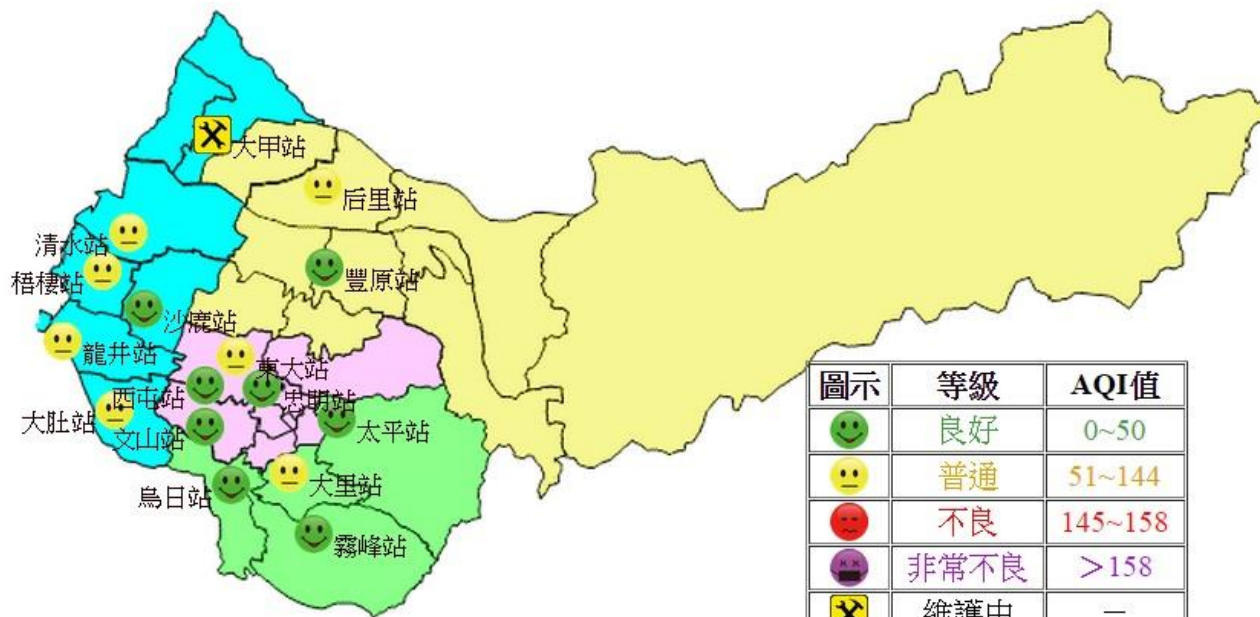 大甲站
后里站
清水站
梧棲站
豐原站
沙鹿站
龍井站
東大站
西屯站
忠明站
大肚站
文山站
太平站
大里站
烏日站
霧峰站
圖示 等級 AQI值
良好 0~50
普通 51~144
不良 145~158
非常不良 >158
維護中 —